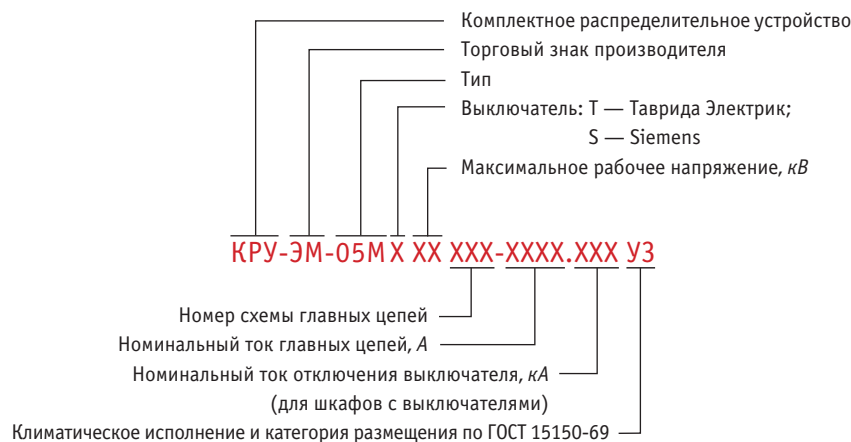 Комплектное распределительное устройство
Торговый знак производителя
Тип
Выключатель: Т — Таврида Электрик;
S — Siemens
Максимальное рабочее напряжение, кВ
КРУ-ЭМ-05М Х ХХ ХХХ-ХХХХ.ХХХ У3
Номер схемы главных цепей
Номинальный ток главных цепей, А
Номинальный ток отключения выключателя, кА
(для шкафов с выключателями)
Климатическое исполнение и категория размещения по ГОСТ 15150-69